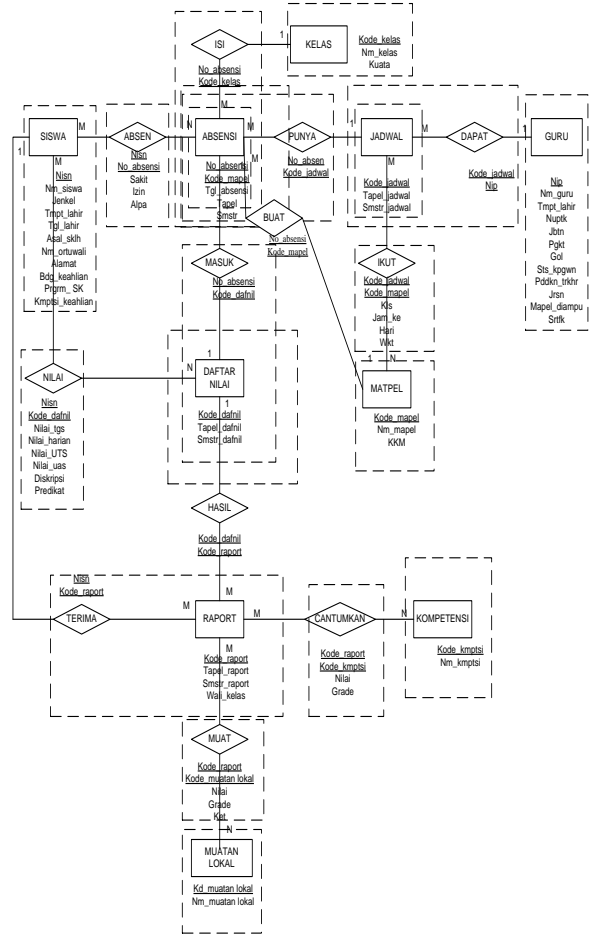 ISI
1
KELAS
Kode_kelas
Nm_kelas
Kuata
No_absensi
Kode_kelas
M
SISWA
M
1
M
ABSEN
N
ABSENSI
M
M
PUNYA
1
JADWAL
M
M
DAPAT
1
GURU
Nisn
No_absensi
Sakit
Izin
Alpa
No_absensi
Kode_mapel
Tgl_absensi
Tapel
Smstr
No_absen
Kode_jadwal
Kode_jadwal
Tapel_jadwal
Smstr_jadwal
Kode_jadwal
Nip
Nisn
Nm_siswa
Jenkel
Tmpt_lahir
Tgl_lahir
Asal_sklh
Nm_ortuwali
Alamat
Bdg_keahlian
Prgrm_SK
Kmptsi_keahlian
Nip
Nm_guru
Tmpt_lahir
Nuptk
Jbtn
Pgkt
Gol
Sts_kpgwn
Pddkn_trkhr
Jrsn
Mapel_diampu
Srtfk
BUAT
No_absensi
Kode_mapel
MASUK
No_absensi
Kode_dafnil
IKUT
Kode_jadwal
Kode_mapel
Kls
Jam_ke
Hari
Wkt
1
N
MATPEL
Kode_mapel
Nm_mapel
KKM
NILAI
N
1
DAFTAR
NILAI
1
Nisn
Kode_dafnil
Nilai_tgs
Nilai_harian
Nilai_UTS
Nilai_uas
Diskripsi
Predikat
Kode_dafnil
Tapel_dafnil
Smstr_dafnil
HASIL
Kode_dafnil
Kode_raport
M
Nisn
Kode_raport
TERIMA
M
RAPORT
M
M
CANTUMKAN
N
KOMPETENSI
Kode_raport
Tapel_raport
Smstr_raport
Wali_kelas
Kode_raport
Kode_kmptsi
Nilai
Grade
Kode_kmptsi
Nm_kmptsi
MUAT
Kode_raport
Kode_muatan lokal
Nilai
Grade
Ket
N
MUATAN
LOKAL
Kd_muatan lokal
Nm_muatan lokal